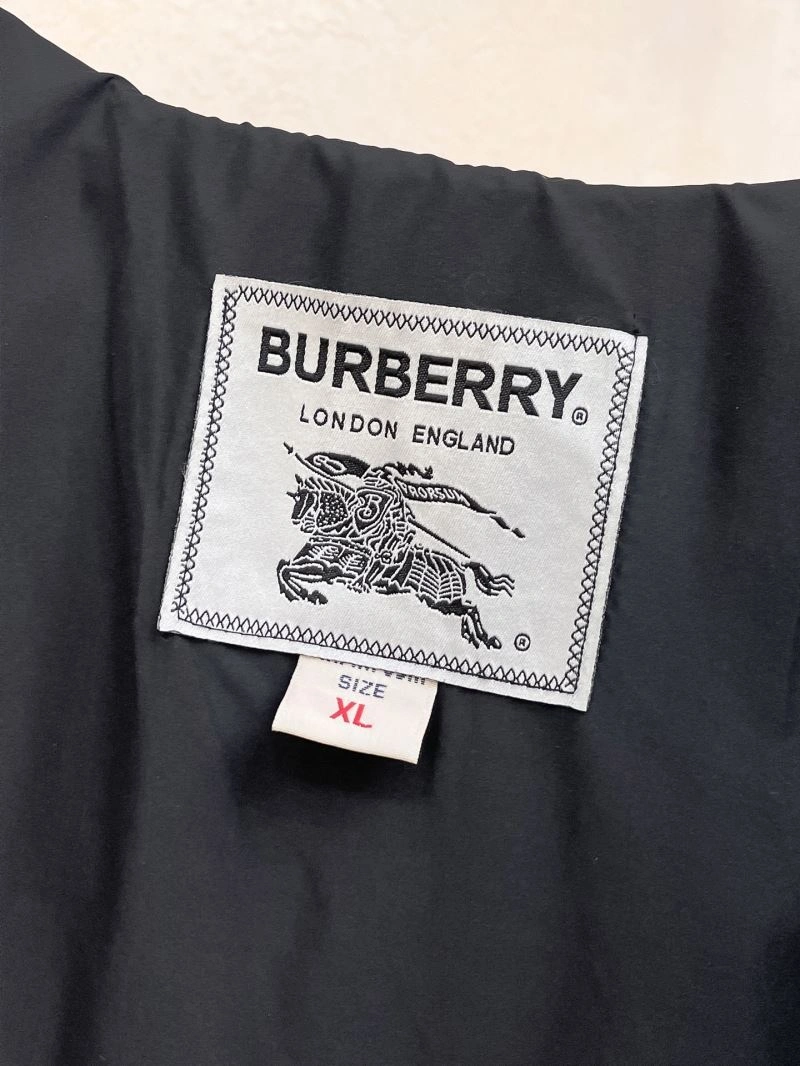 BURBERRY®
LONDON ENGLAND
B
PRORSUM
®
SIZE
XL